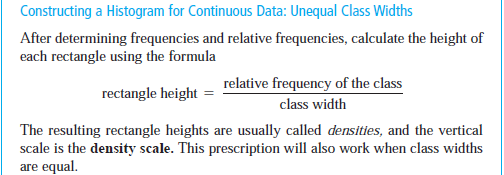 Constructing a Histogram for Continuous Data: Unequal Class Widths
After determining frequencies and relative frequencies, calculate the height of
each rectangle using the formula
rectangle height = relative frequency of the class
class width
The resulting rectangle heights are usually called densities, and the vertical
scale is the density scale. This prescription will also work when class widths
are equal.